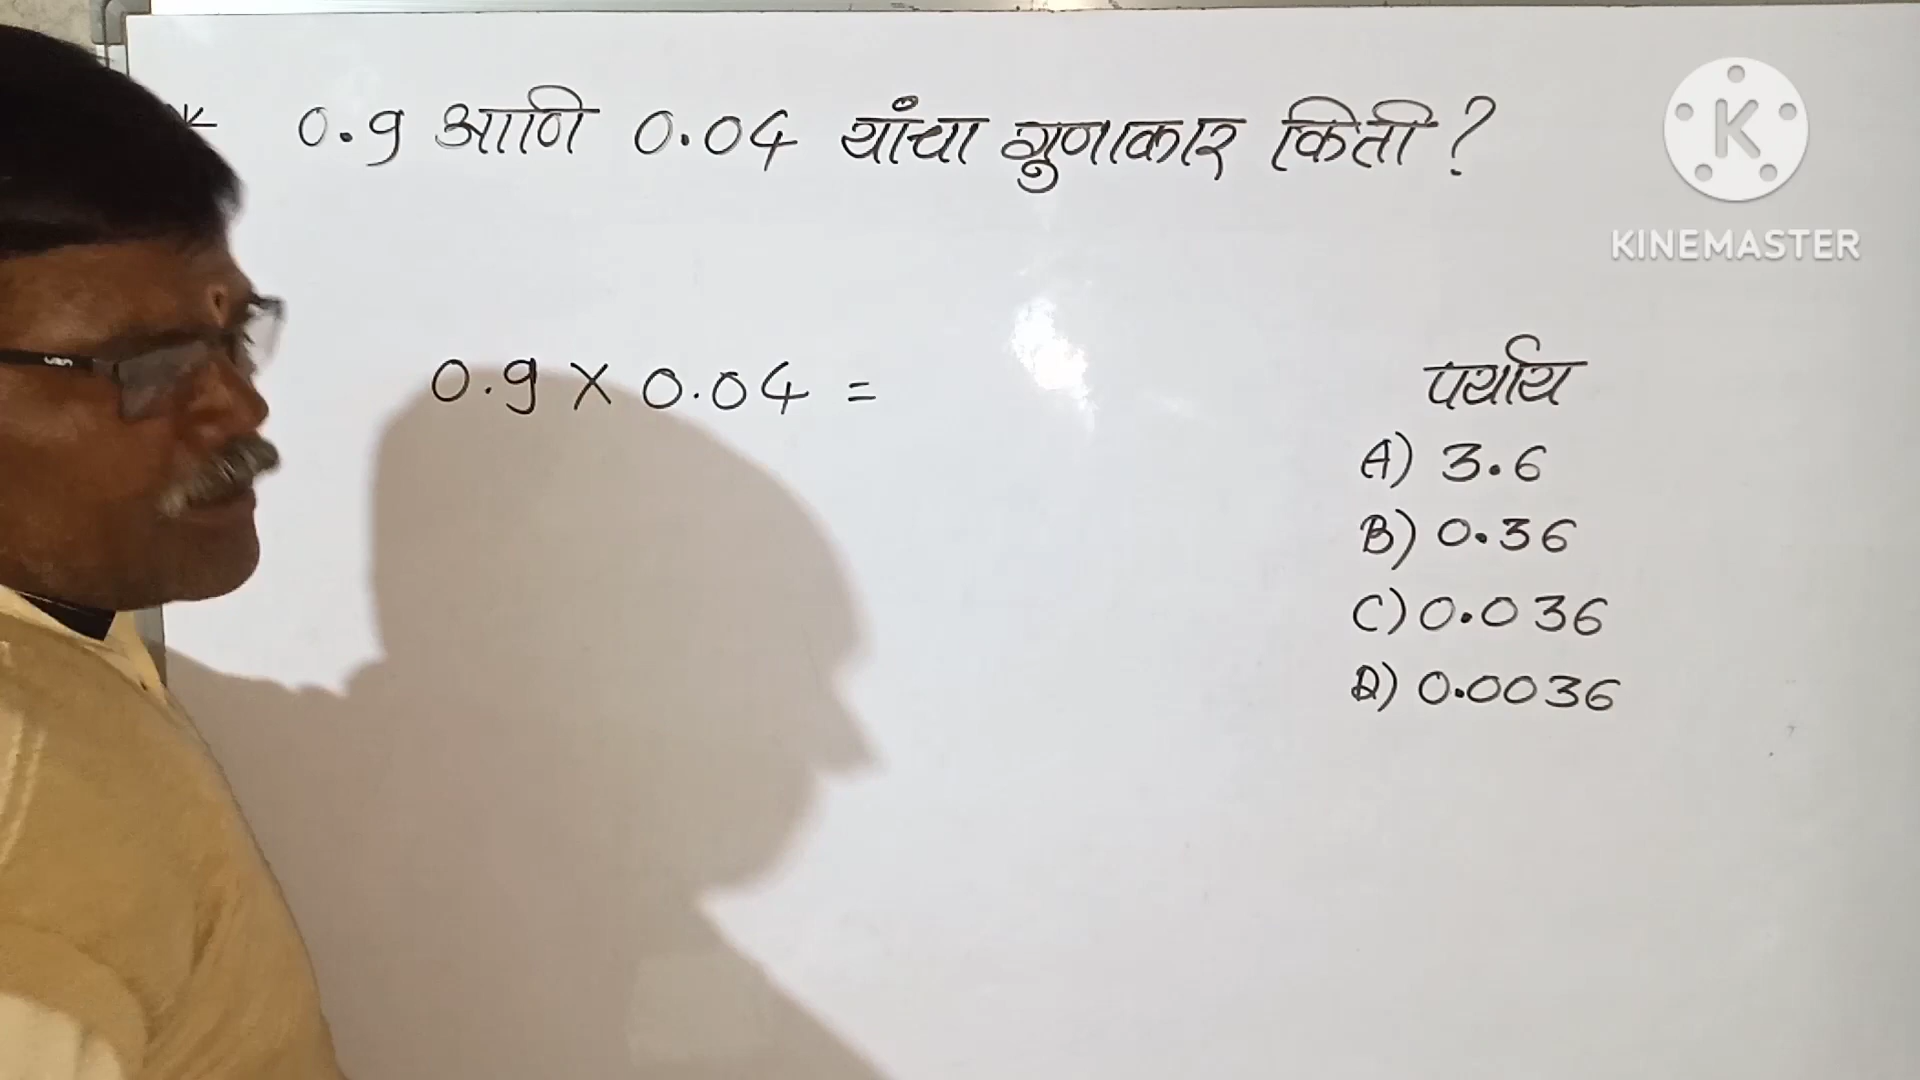 * 0.9 आणि 0.04 यांचा गुणाकार किती ?
KINEMASTER
0.9 × 0.04 =
पर्याय
A) 3.6
B) 0.36
C) 0.036
D) 0.0036